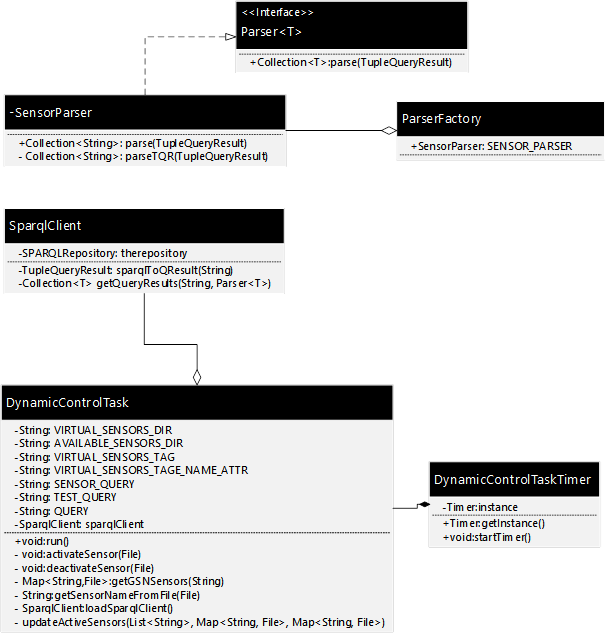 <<Interface>>
Parser<T>
+Collection<T>:parse(TupleQueryResult)
-SensorParser
+Collection<String>: parse(TupleQueryResult)
- Collection<String>: parseTQR(TupleQueryResult)
ParserFactory
+SensorParser: SENSOR_PARSER
SparqlClient
-SPARQLRepository: therepository
-TupleQueryResult: sparqlToQResult(String)
-Collection<T> getQueryResults(String, Parser<T>)
DynamicControlTask
-String: VIRTUAL_SENSORS_DIR
-String: AVAILABLE_SENSORS_DIR
-String: VIRTUAL_SENSORS_TAG
-String: VIRTUAL_SENSORS_TAGE_NAME_ATTR
-String: SENSOR_QUERY
-String: TEST_QUERY
-String: QUERY
-SparqlClient: sparqlClient
+void:run()
- void:activateSensor(File)
- void:deactivateSensor(File)
- Map<String,File>:getGSNSensors(String)
- String:getSensorNameFromFile(File)
- SparqlClient:loadSparqlClient()
- updateActiveSensors(List<String>, Map<String, File>, Map<String, File>)
DynamicControlTaskTimer
-Timer:instance
+Timer:getInstance()
+void:startTimer()